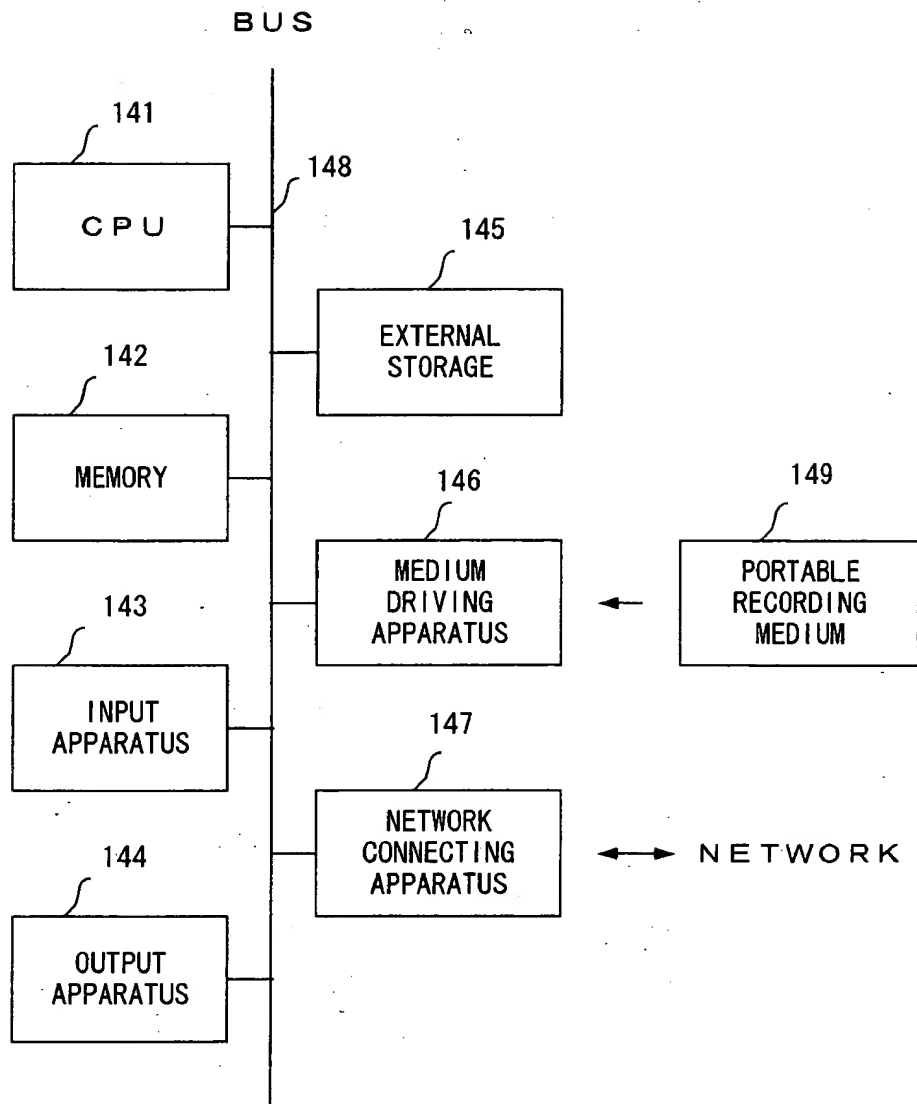 BUS
141
CPU
148
145
EXTERNAL
STORAGE
142
MEMORY
146
MEDIUM
DRIVING
APPARATUS
149
PORTABLE
RECORDING
MEDIUM
143
INPUT
APPARATUS
147
NETWORK
CONNECTING
APPARATUS
NETWORK
144
OUTPUT
APPARATUS